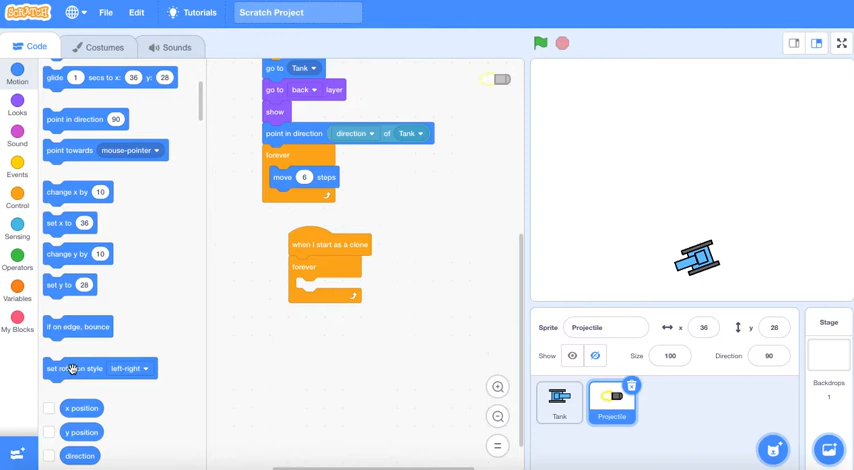 SCRATCH File Edit Tutorials Scratch Project
Code Costumes Sounds
Motion
Looks
Sound
Events
Control
Sensing
Operators
Variables
My Blocks
glide 1 secs to x: 36 y: 28
point in direction 90
point towards mouse-pointer
change x by 10
set x to 36
change y by 10
set y to 28
if on edge, bounce
set rotation style left-right
x position
y position
direction
go to Tank
go to back layer
show
point in direction direction of Tank
forever
move 6 steps
when I start as a clone
forever
Sprite Projectile x 36 y 28
Show Size 100 Direction 90
Tank
Projectile
Stage
Backdrops
1